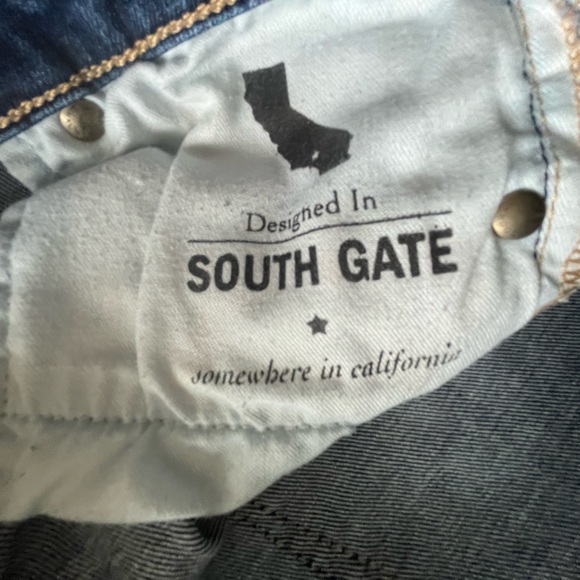 Designed In
SOUTH GATE
somewhere in california